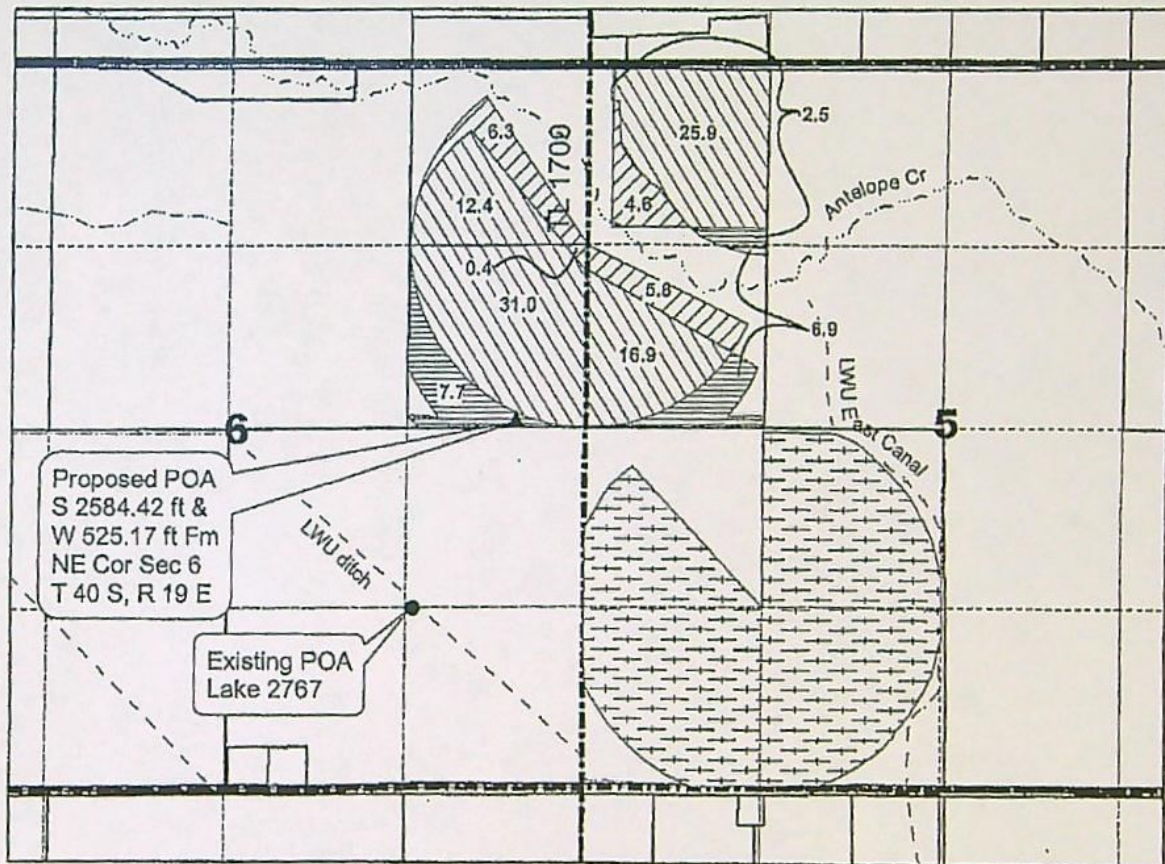 2.5
25.9
6.3
TL 1700
Antelope Cr
12.4
4.6
0.4
5.8
31.0
6.9
16.9
7.7
LWU East Canal
6
5
Proposed POA
S 2584.42 ft &
W 525.17 ft Fm
NE Cor Sec 6
T 40 S, R 19 E
LWU ditch
Existing POA
Lake 2767